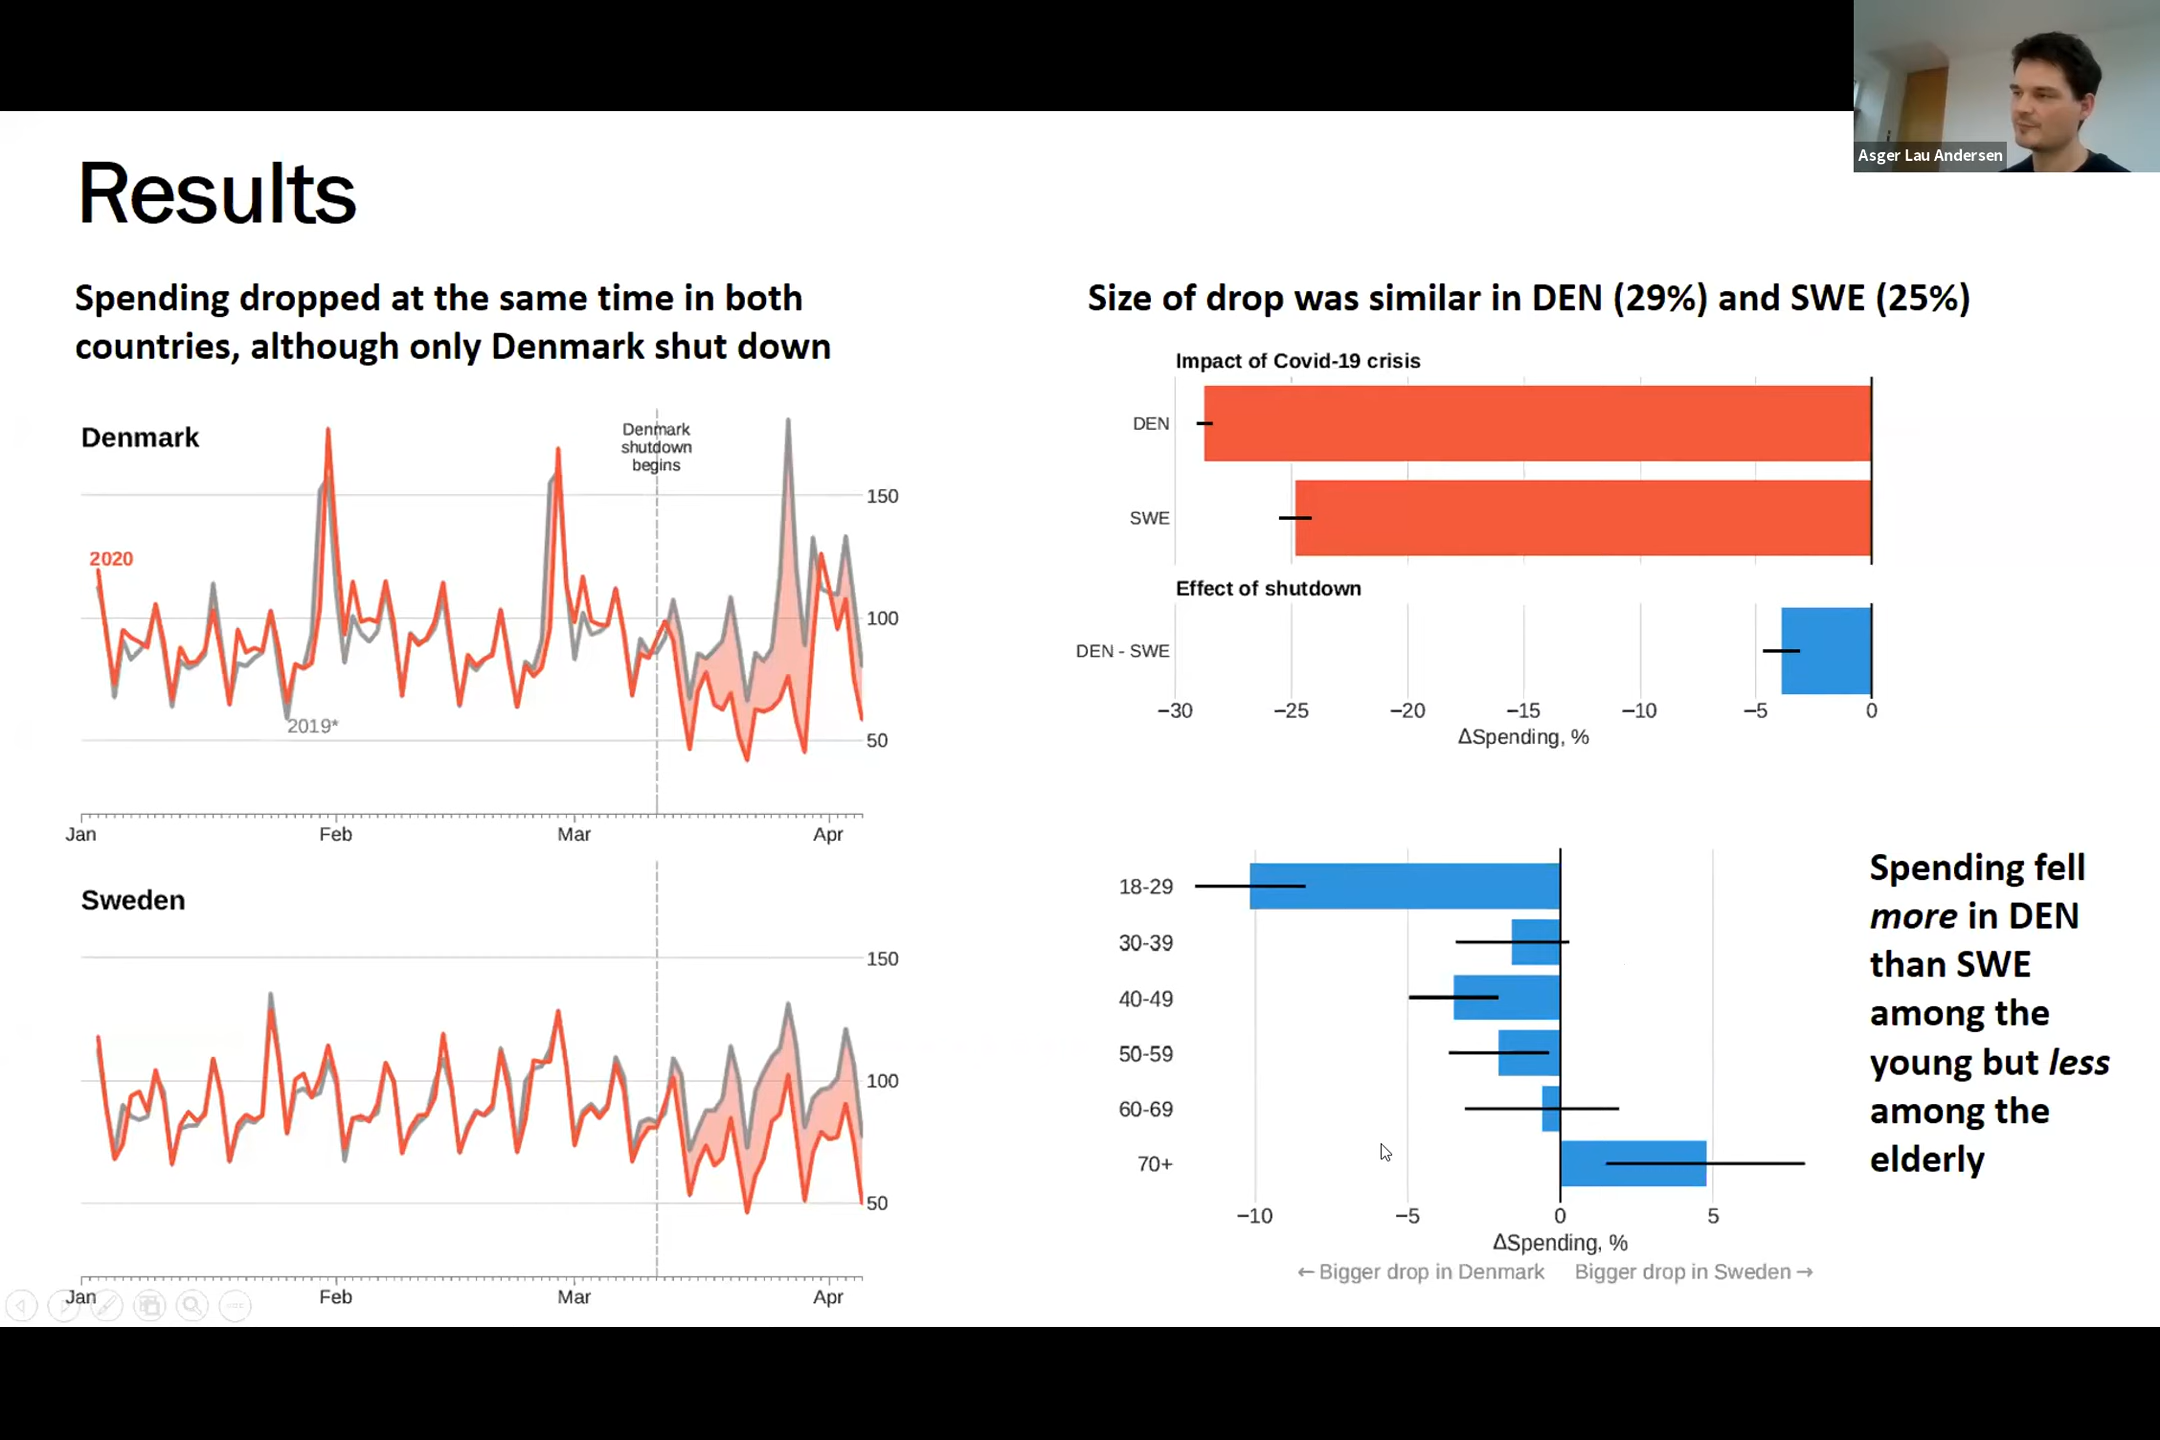 Asger Lau Andersen
Results
Spending dropped at the same time in both
countries, although only Denmark shut down
Denmark
Denmark
shutdown
begins
2020
2019*
150
100
50
Jan
Feb
Mar
Apr
Sweden
150
100
50
Jan
Feb
Mar
Apr
Size of drop was similar in DEN (29%) and SWE (25%)
Impact of Covid-19 crisis
DEN
SWE
Effect of shutdown
DEN - SWE
−30
−25
−20
−15
−10
−5
0
ΔSpending, %
18-29
30-39
40-49
50-59
60-69
70+
−10
−5
0
5
ΔSpending, %
← Bigger drop in Denmark
Bigger drop in Sweden →
Spending fell
more in DEN
than SWE
among the
young but less
among the
elderly